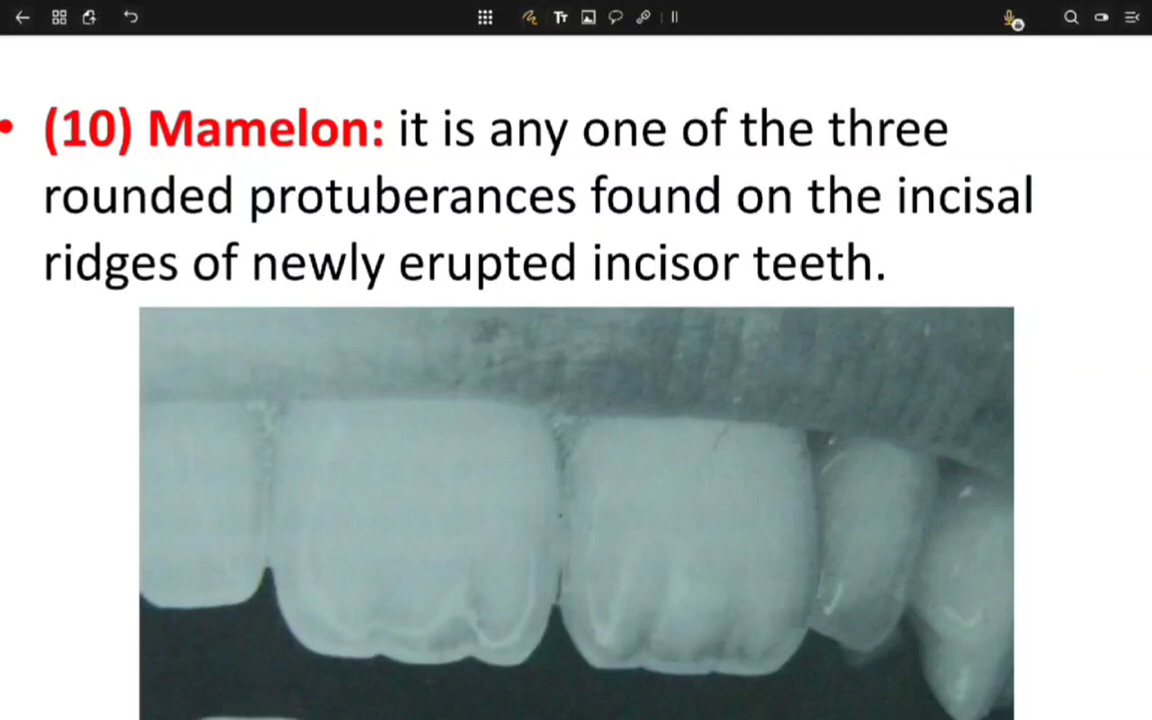 • (10) Mamelon: it is any one of the three
rounded protuberances found on the incisal
ridges of newly erupted incisor teeth.